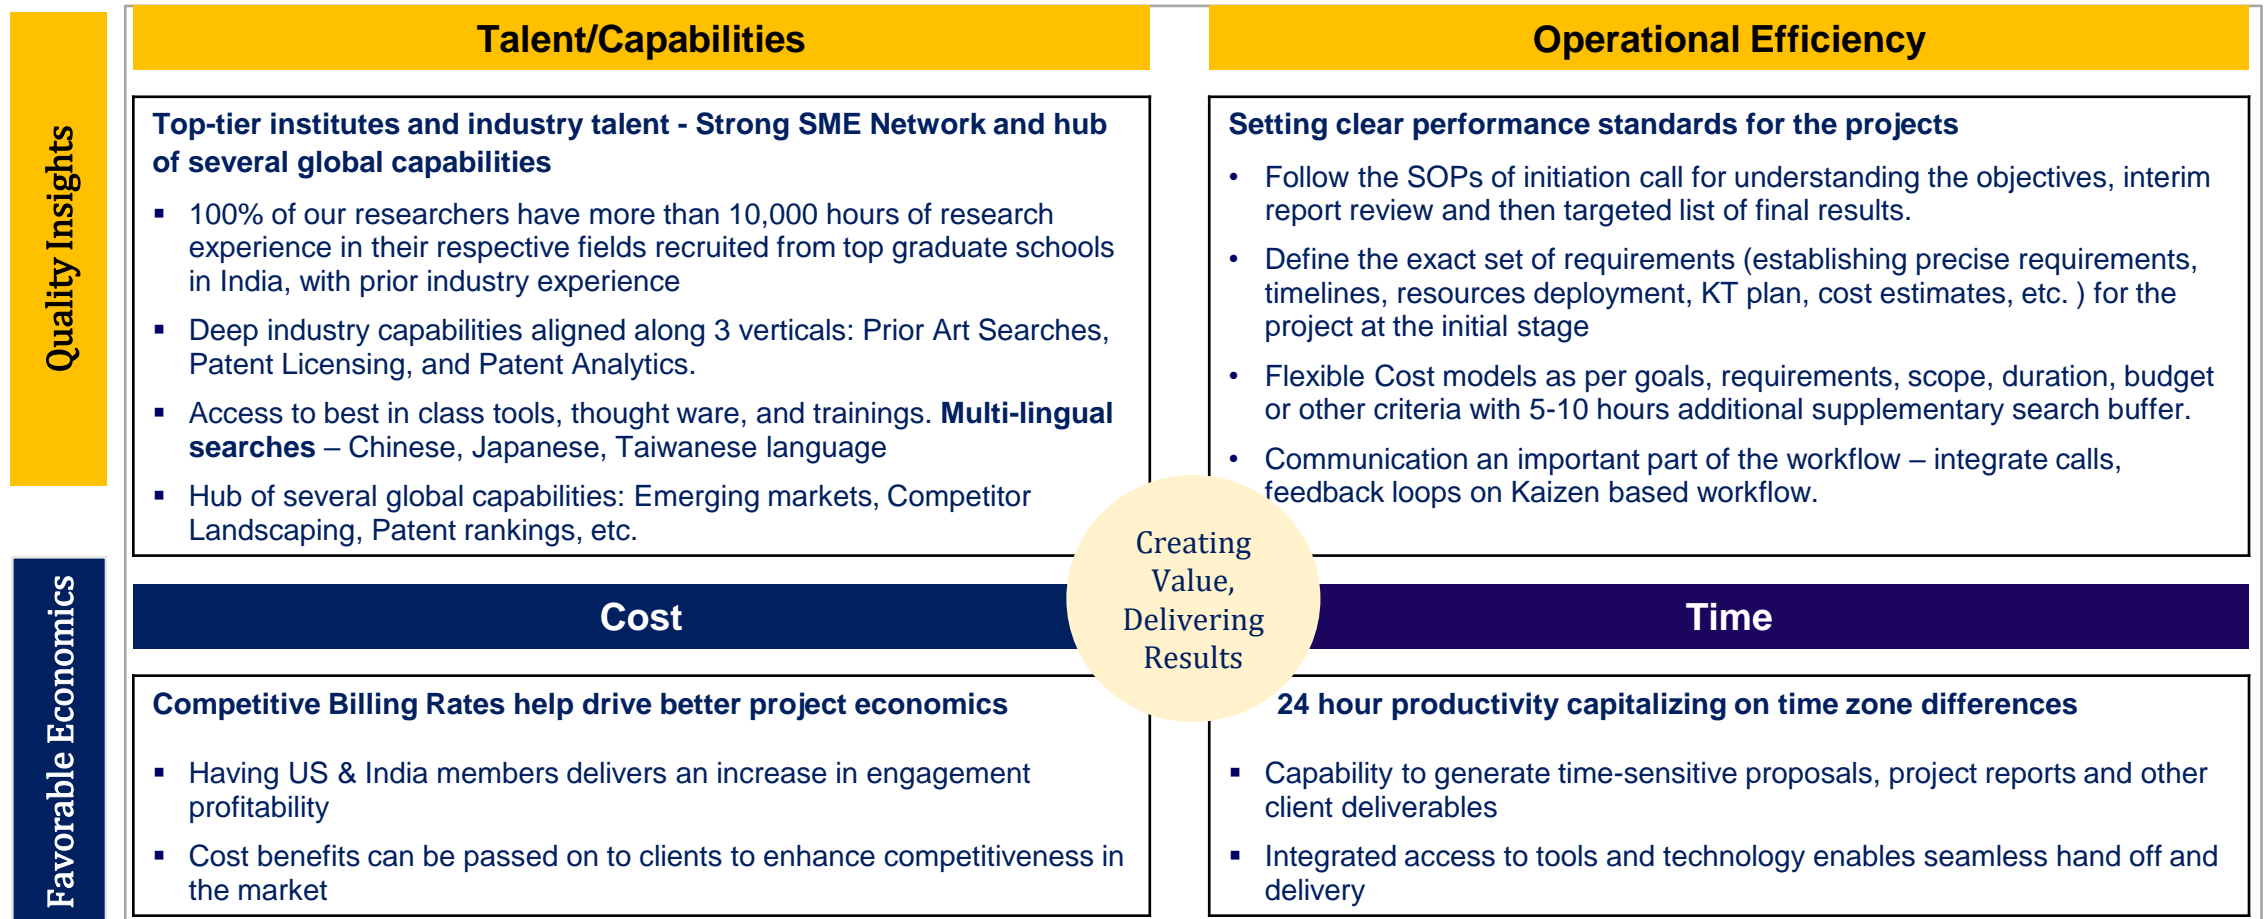 Quality Insights
Talent/Capabilities
Top-tier institutes and industry talent - Strong SME Network and hub
of several global capabilities
▪ 100% of our researchers have more than 10,000 hours of research
experience in their respective fields recruited from top graduate schools
in India, with prior industry experience
▪ Deep industry capabilities aligned along 3 verticals: Prior Art Searches,
Patent Licensing, and Patent Analytics.
▪ Access to best in class tools, thought ware, and trainings. Multi-lingual
searches – Chinese, Japanese, Taiwanese language
▪ Hub of several global capabilities: Emerging markets, Competitor
Landscaping, Patent rankings, etc.
Operational Efficiency
Setting clear performance standards for the projects
• Follow the SOPs of initiation call for understanding the objectives, interim
report review and then targeted list of final results.
• Define the exact set of requirements (establishing precise requirements,
timelines, resources deployment, KT plan, cost estimates, etc. ) for the
project at the initial stage
• Flexible Cost models as per goals, requirements, scope, duration, budget
or other criteria with 5-10 hours additional supplementary search buffer.
• Communication an important part of the workflow – integrate calls,
feedback loops on Kaizen based workflow.
Creating
Value,
Delivering
Results
Favorable Economics
Cost
Competitive Billing Rates help drive better project economics
▪ Having US & India members delivers an increase in engagement
profitability
▪ Cost benefits can be passed on to clients to enhance competitiveness in
the market
Time
24 hour productivity capitalizing on time zone differences
▪ Capability to generate time-sensitive proposals, project reports and other
client deliverables
▪ Integrated access to tools and technology enables seamless hand off and
delivery